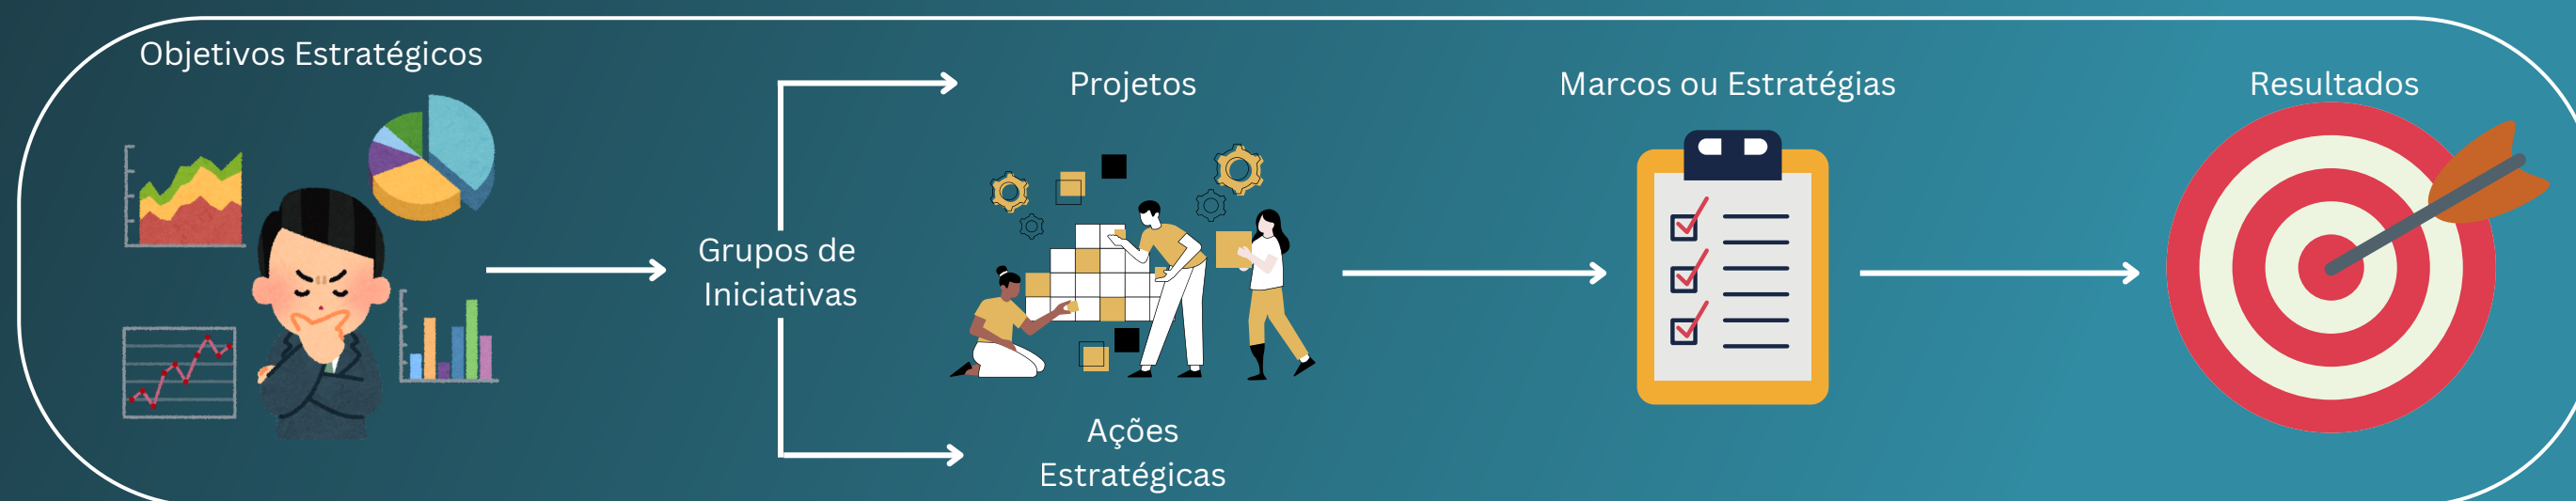 Objetivos Estratégicos
Grupos de
Iniciativas
Projetos
Ações
Estratégicas
Marcos ou Estratégias
Resultados